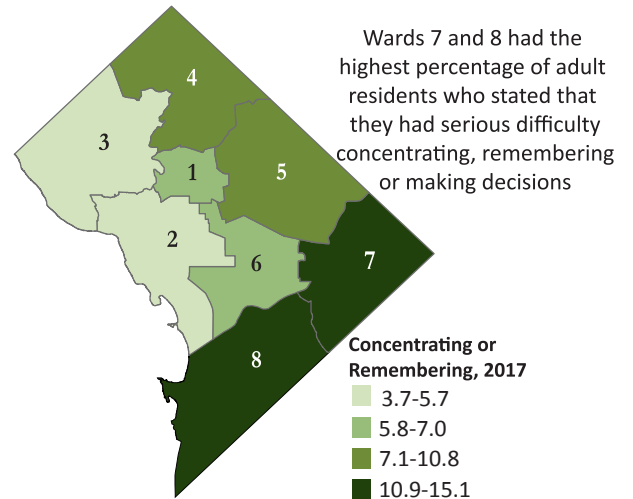 Wards 7 and 8 had the
highest percentage of adult
residents who stated that
they had serious difficulty
concentrating, remembering
or making decisions
4
3
1
5
2
6
7
8
Concentrating or
Remembering, 2017
3.7-5.7
5.8-7.0
7.1-10.8
10.9-15.1